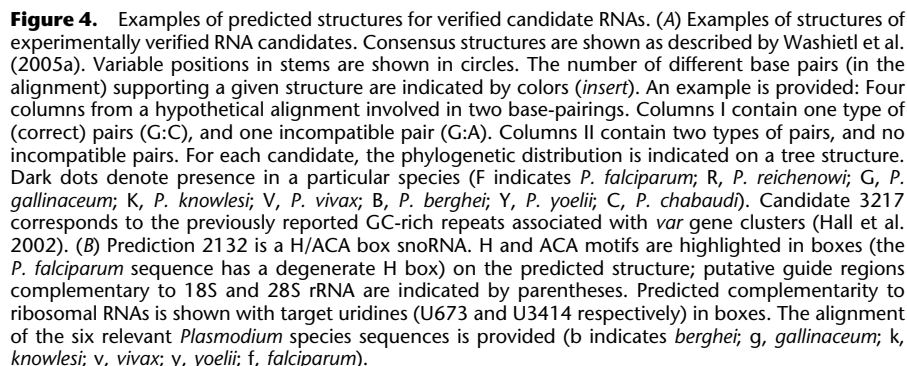 Figure 4. Examples of predicted structures for verified candidate RNAs. (A) Examples of structures of
experimentally verified RNA candidates. Consensus structures are shown as described by Washietl et al.
(2005a). Variable positions in stems are shown in circles. The number of different base pairs (in the
alignment) supporting a given structure are indicated by colors (insert). An example is provided: Four
columns from a hypothetical alignment involved in two base-pairings. Columns I contain one type of
(correct) pairs (G:C), and one incompatible pair (G:A). Columns II contain two types of pairs, and no
incompatible pairs. For each candidate, the phylogenetic distribution is indicated on a tree structure.
Dark dots denote presence in a particular species (F indicates P. falciparum; R, P. reichenowi; G, P.
gallinaceum; K, P. knowlesi; V, P. vivax; B, P. berghei; Y, P. yoelii; C, P. chabaudi). Candidate 3217
corresponds to the previously reported GC-rich repeats associated with var gene clusters (Hall et al.
2002). (B) Prediction 2132 is a H/ACA box snoRNA. H and ACA motifs are highlighted in boxes (the
P. falciparum sequence has a degenerate H box) on the predicted structure; putative guide regions
complementary to 18S and 28S rRNA are indicated by parentheses. Predicted complementarity to
ribosomal RNAs is shown with target uridines (U673 and U3414 respectively) in boxes. The alignment
of the six relevant Plasmodium species sequences is provided (b indicates berghei; g, gallinaceum; k,
knowlesi; v, vivax; y, yoelii; f, falciparum).